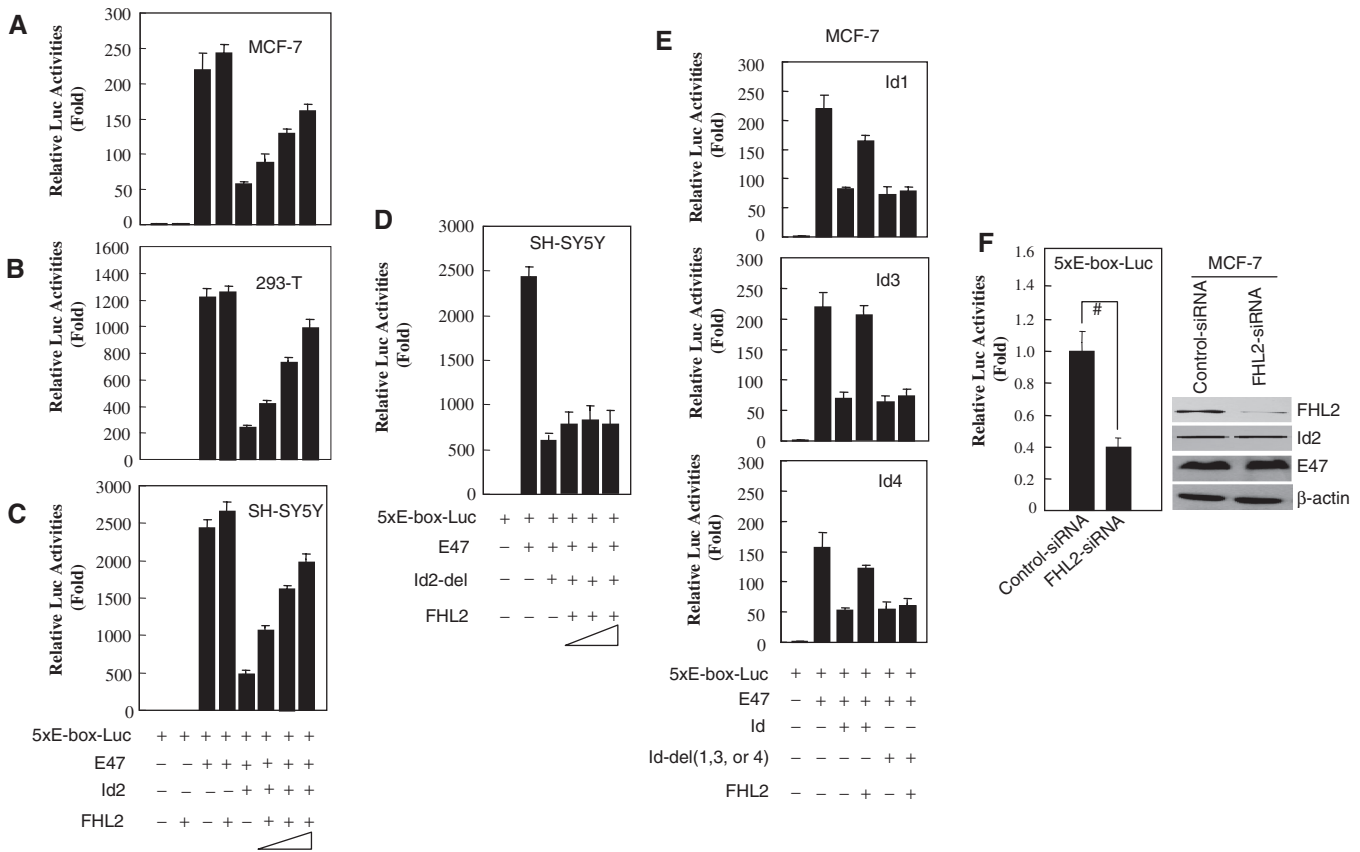 A
Relative Luc Activities
(Fold)
300
250
200
150
100
50
0
MCF-7
B
Relative Luc Activities
(Fold)
1600
1400
1200
1000
800
600
400
200
0
293-T
C
Relative Luc Activities
(Fold)
3000
2500
2000
1500
1000
500
0
SH-SY5Y
5xE-box-Luc + + + + + + + +
E47 – – + + + + + +
Id2 – – – – + + + +
FHL2 – + – + – + + +
D
Relative Luc Activities
(Fold)
3000
2500
2000
1500
1000
500
0
SH-SY5Y
5xE-box-Luc + + + + + +
E47 – + + + + +
Id2-del – – + + + +
FHL2 – – – + + +
E
MCF-7
Relative Luc Activities
(Fold)
300
250
200
150
100
50
0
Id1
Relative Luc Activities
(Fold)
300
250
200
150
100
50
0
Id3
Relative Luc Activities
(Fold)
300
200
150
100
50
0
Id4
5xE-box-Luc + + + + + +
E47 – + + + + +
Id – – + + – –
Id-del(1,3, or 4) – – – – + +
FHL2 – – – + – +
F
Relative Luc Activities
(Fold)
1.6
1.4
1.2
1.0
0.8
0.6
0.4
0.2
0
5xE-box-Luc
#
Control-siRNA
FHL2-siRNA
MCF-7
Control-siRNA
FHL2-siRNA
FHL2
Id2
E47
β-actin